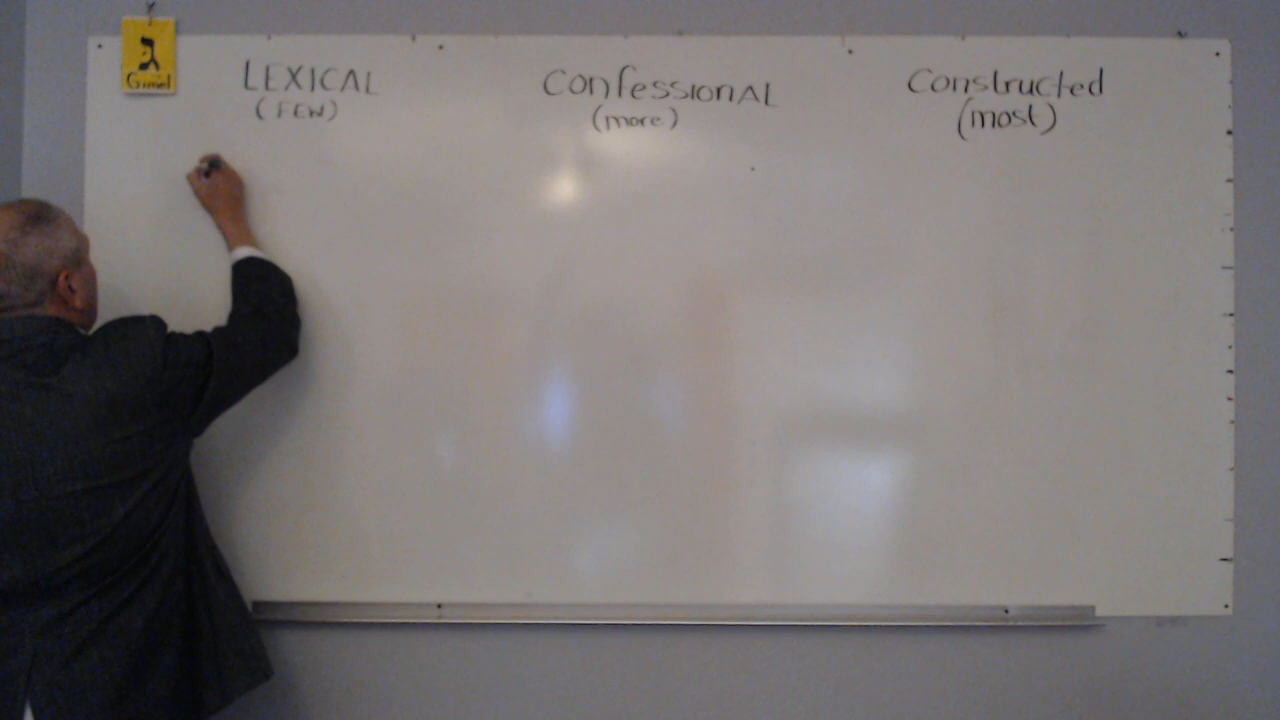 ג
Gimel
LEXICAL
(FEW)
Confessional
(more)
Constructed
(most)